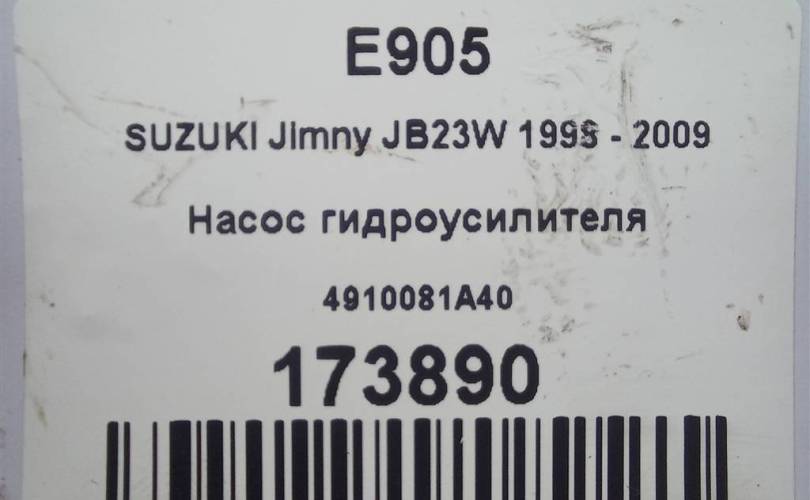 E905
SUZUKI Jimny JB23W 1998 - 2009
Насос гидроусилителя
4910081A40
173890